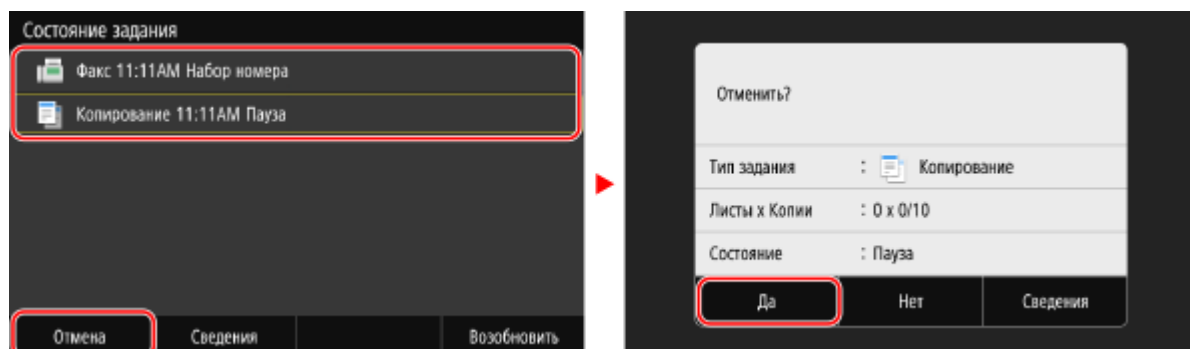 Состояние задания
Факс 11:11AM Набор номера
Копирование 11:11AM Пауза
Отмена Сведения Возобновить
Отменить?
Тип задания : Копирование
Листы x Копии : 0 x 0/10
Состояние : Пауза
Да Нет Сведения